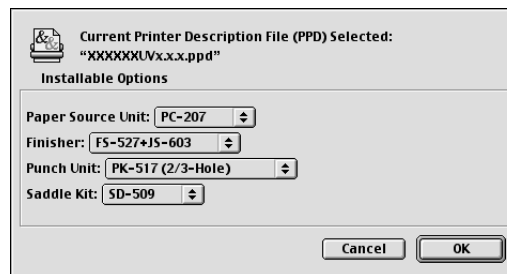 Current Printer Description File (PPD) Selected:
“XXXXXXUVx.x.x.ppd”
Installable Options
Paper Source Unit: PC-207
Finisher: FS-527+JS-603
Punch Unit: PK-517 (2/3-Hole)
Saddle Kit: SD-509
Cancel OK